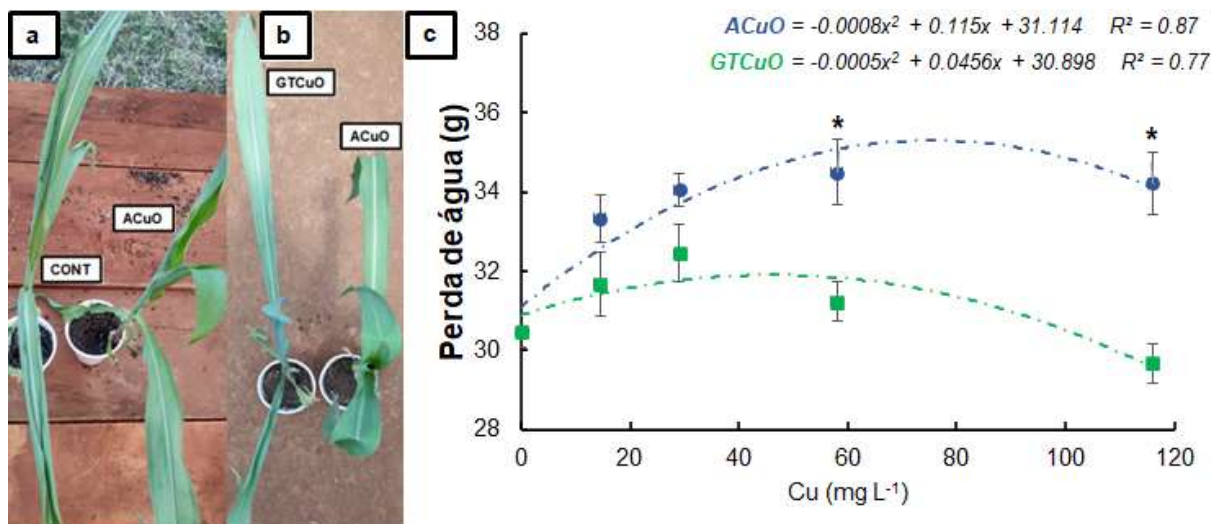 a
CONT
ACuO
b
GTCuO
ACuO
c
ACuO = -0.0008x² + 0.115x + 31.114 R² = 0.87
GTCuO = -0.0005x² + 0.0456x + 30.898 R² = 0.77
Perda de água (g)
38
36
34
32
30
28
* *
0 20 40 60 80 100 120
Cu (mg L⁻¹)